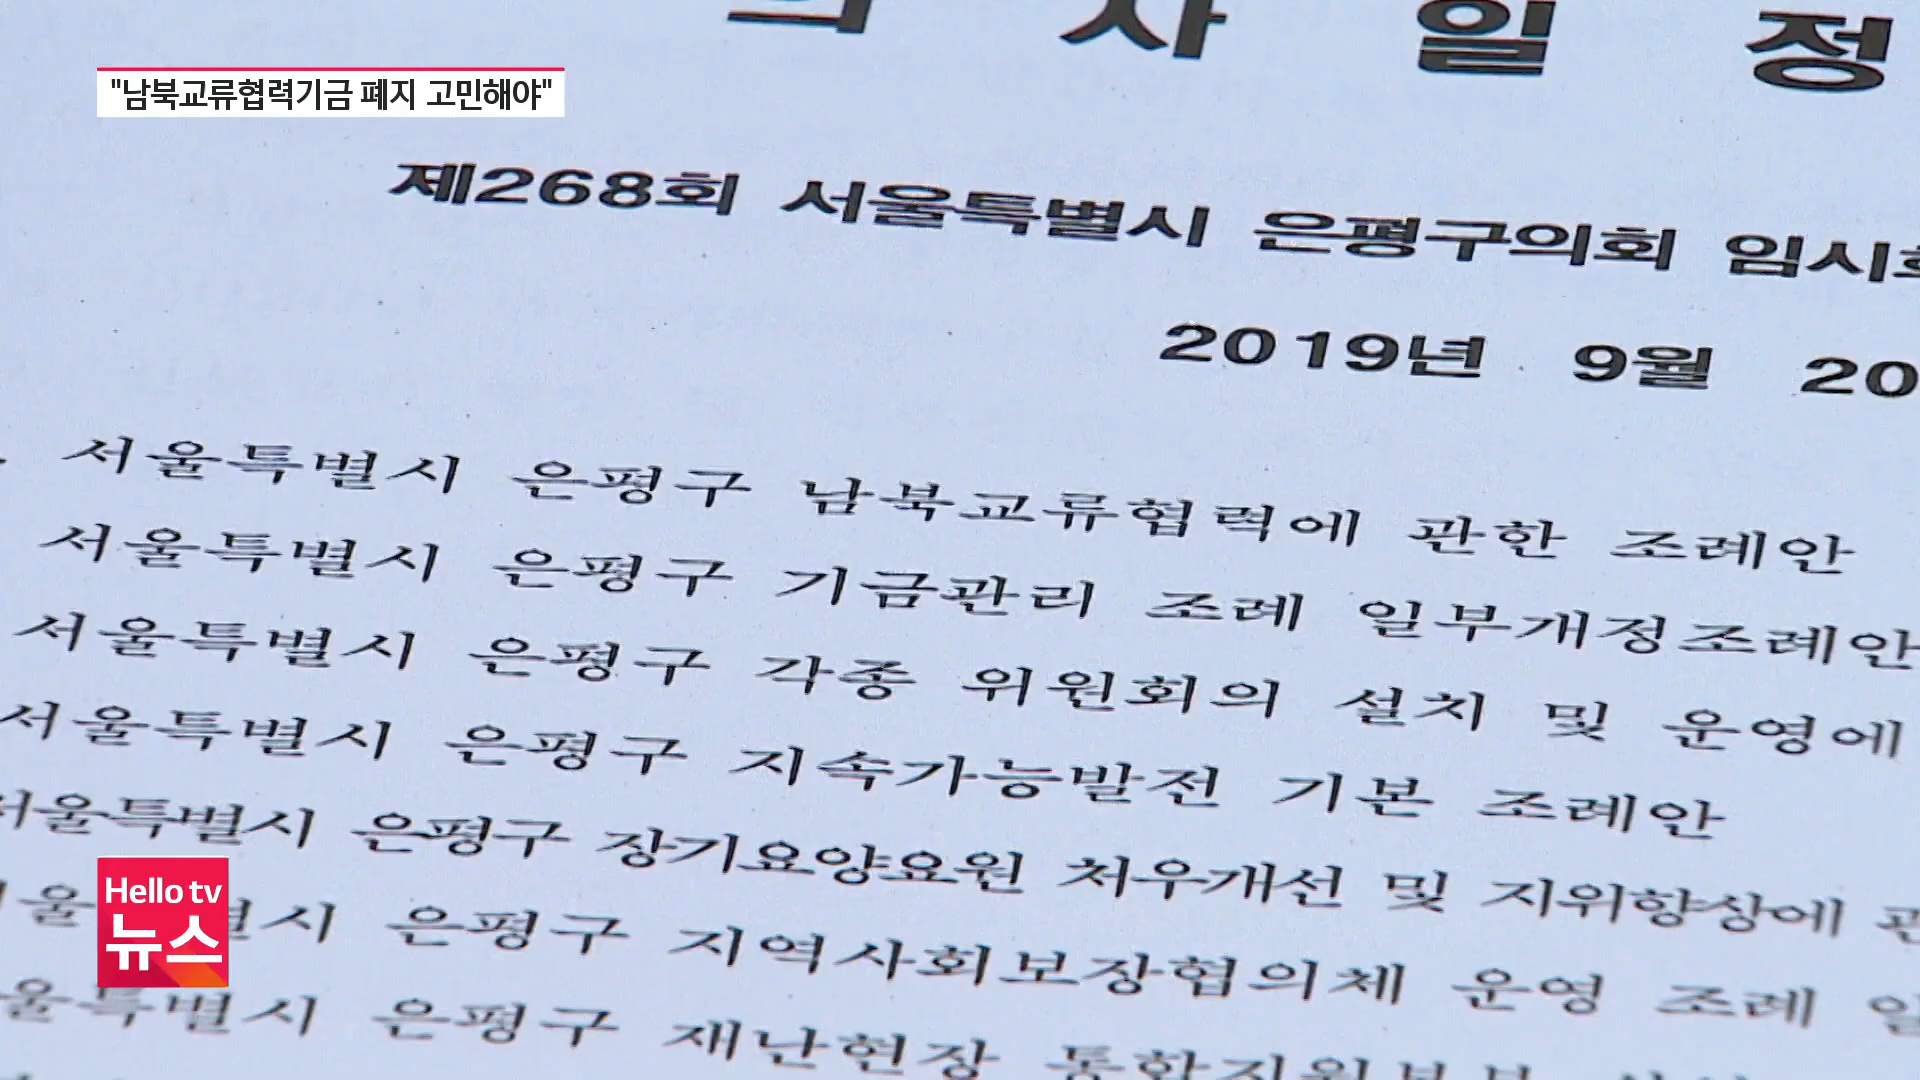 의 사 일 정
"남북교류협력기금 폐지 고민해야"
제268회 서울특별시 은평구의회
2019년 9월 20
서울특별시 은평구 남북교류협력에 관한 조례안
서울특별시 은평구 기금관리 조례 일부개정조례안
서울특별시 은평구 각종 위원회의 설치 및 운영에
서울특별시 은평구 지속가능발전 기본 조례안
서울특별시 은평구 장기요양요원 처우개선 및 지위향상에
Hello tv
뉴스
별시 은평구 지역사회보장협의체 운영 조례
울특별시 은평구 재난현장